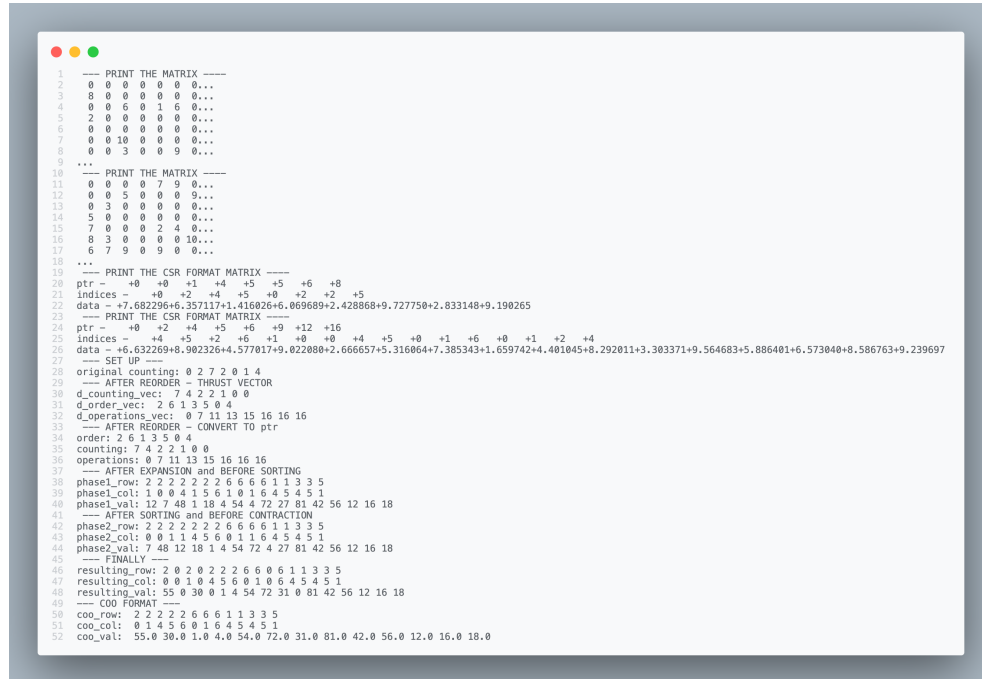 1 --- PRINT THE MATRIX ----
2 0 0 0 0 0 0 0...
3 8 0 0 0 0 0 0...
4 0 0 6 0 1 6 0...
5 2 0 0 0 0 0 0...
6 0 0 0 0 0 0 0...
7 0 0 10 0 0 0 0...
8 0 0 3 0 0 9 0...
9 ...
10 --- PRINT THE MATRIX ----
11 0 0 0 0 7 9 0...
12 0 0 5 0 0 0 9...
13 0 3 0 0 0 0 0...
14 5 0 0 0 0 0 0...
15 7 0 0 0 2 4 0...
16 8 3 0 0 0 0 10...
17 6 7 9 0 9 0 0...
18 ...
19 --- PRINT THE CSR FORMAT MATRIX ----
20 ptr - +0 +0 +1 +4 +5 +5 +6 +8
21 indices - +0 +2 +4 +5 +0 +2 +2 +5
22 data - +7.682296+6.357117+1.416026+6.069689+2.428868+9.727750+2.833148+9.190265
23 --- PRINT THE CSR FORMAT MATRIX ----
24 ptr - +0 +2 +4 +5 +6 +9 +12 +16
25 indices - +4 +5 +2 +6 +1 +0 +0 +4 +5 +0 +1 +6 +0 +1 +2 +4
26 data - +6.632269+8.902326+4.577017+9.022080+2.666657+5.316064+7.385343+1.659742+4.401045+8.292011+3.303371+9.564683+5.886401+6.573040+8.586763+9.239697
27 --- SET UP ---
28 original counting: 0 2 7 2 0 1 4
29 --- AFTER REORDER - THRUST VECTOR
30 d_counting_vec: 7 4 2 2 1 0 0
31 d_order_vec: 2 6 1 3 5 0 4
32 d_operations_vec: 0 7 11 13 15 16 16 16
33 --- AFTER REORDER - CONVERT TO ptr
34 order: 2 6 1 3 5 0 4
35 counting: 7 4 2 2 1 0 0
36 operations: 0 7 11 13 15 16 16 16
37 --- AFTER EXPANSION and BEFORE SORTING
38 phase1_row: 2 2 2 2 2 2 2 6 6 6 6 1 1 3 3 5
39 phase1_col: 1 0 0 4 1 5 6 1 0 1 6 4 5 4 5 1
40 phase1_val: 12 7 48 1 18 4 54 4 72 27 81 42 56 12 16 18
41 --- AFTER SORTING and BEFORE CONTRACTION
42 phase2_row: 2 2 2 2 2 2 2 6 6 6 6 1 1 3 3 5
43 phase2_col: 0 0 1 1 4 5 6 0 1 1 6 4 5 4 5 1
44 phase2_val: 7 48 12 18 1 4 54 72 4 27 81 42 56 12 16 18
45 --- FINALLY ---
46 resulting_row: 2 0 2 0 2 2 2 6 6 0 6 1 1 3 3 5
47 resulting_col: 0 0 1 0 4 5 6 0 1 0 6 4 5 4 5 1
48 resulting_val: 55 0 30 0 1 4 54 72 31 0 81 42 56 12 16 18
49 --- COO FORMAT ---
50 coo_row: 2 2 2 2 2 6 6 6 1 1 3 3 5
51 coo_col: 0 1 4 5 6 0 1 6 4 5 4 5 1
52 coo_val: 55.0 30.0 1.0 4.0 54.0 72.0 31.0 81.0 42.0 56.0 12.0 16.0 18.0